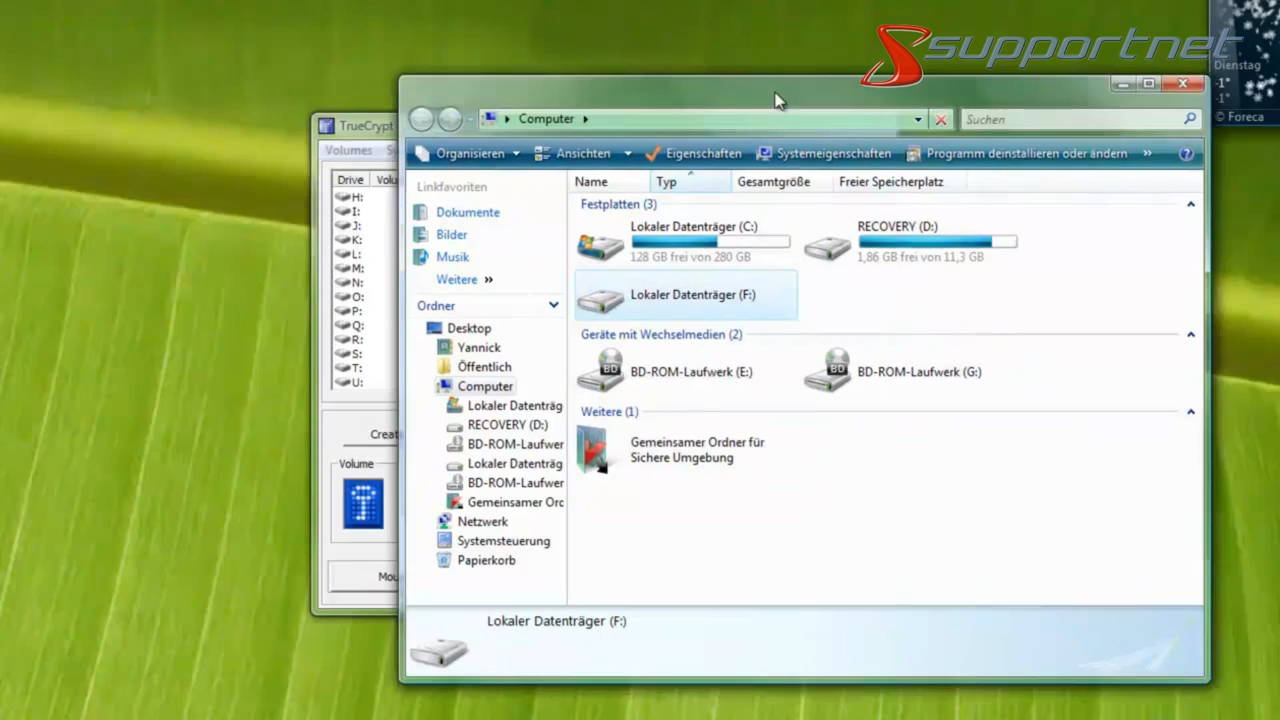 supportnet
Dienstag
-1°
-1°
© Foreca
TrueCrypt
Volumes
Drive
H:
I:
J:
K:
L:
M:
N:
O:
P:
Q:
R:
S:
T:
U:
Volume
Computer
Suchen
Organisieren
Ansichten
Eigenschaften
Systemeigenschaften
Programm deinstallieren oder ändern
»
Linkfavoriten
Dokumente
Bilder
Musik
Weitere »
Ordner
Desktop
Yannick
Öffentlich
Computer
Lokaler Datenträg
RECOVERY (D:)
BD-ROM-Laufwer
Lokaler Datenträg
BD-ROM-Laufwer
Gemeinsamer Orc
Netzwerk
Systemsteuerung
Papierkorb
Name Typ Gesamtgröße Freier Speicherplatz
Festplatten (3)
Lokaler Datenträger (C:)
128 GB frei von 280 GB
RECOVERY (D:)
1,86 GB frei von 11,3 GB
Lokaler Datenträger (F:)
Geräte mit Wechselmedien (2)
BD
BD-ROM-Laufwerk (E:)
BD
BD-ROM-Laufwerk (G:)
Weitere (1)
Gemeinsamer Ordner für
Sichere Umgebung
Lokaler Datenträger (F:)